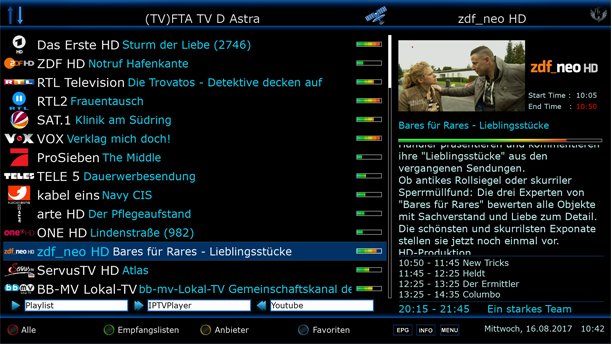 (TV)FTA TV D Astra
zdf_neo HD
Das Erste HD Sturm der Liebe (2746)
ZDF HD Notruf Hafenkante
RTL Television Die Trovatos - Detektive decken auf
RTL2 Frauentausch
SAT.1 Klinik am Südring
VOX Verklag mich doch!
ProSieben The Middle
TELE 5 Dauerwerbesendung
kabel eins Navy CIS
arte HD Der Pflegeaufstand
ONE HD Lindenstraße (982)
zdf_neo HD Bares für Rares - Lieblingsstücke
ServusTV HD Atlas
BB-MV Lokal-TV bb-mv-Lokal-TV Gemeinschaftskanal de
Playlist
IPTVPlayer
Youtube
zdf_neo HD
Start Time : 10:05
End Time : 10:50
Bares für Rares - Lieblingsstücke
Händler präsentieren und kommentieren
ihre "Lieblingsstücke" aus den
vergangenen Sendungen.
Ob antikes Rollsiegel oder skurriler
Sperrmüllfund: Die drei Experten von
"Bares für Rares" bewerten alle Objekte
mit Sachverstand und Liebe zum Detail.
Die schönsten und skurrilsten Exponate
stellen sie jetzt noch einmal vor.
HD-Produktion
10:50 - 11:45 New Tricks
11:45 - 12:25 Heldt
12:25 - 13:25 Der Ermittler
13:25 - 14:35 Columbo
20:15 - 21:45 Ein starkes Team
Alle
Empfangslisten
Anbieter
Favoriten
EPG INFO MENU
Mittwoch, 16.08.2017 10:42